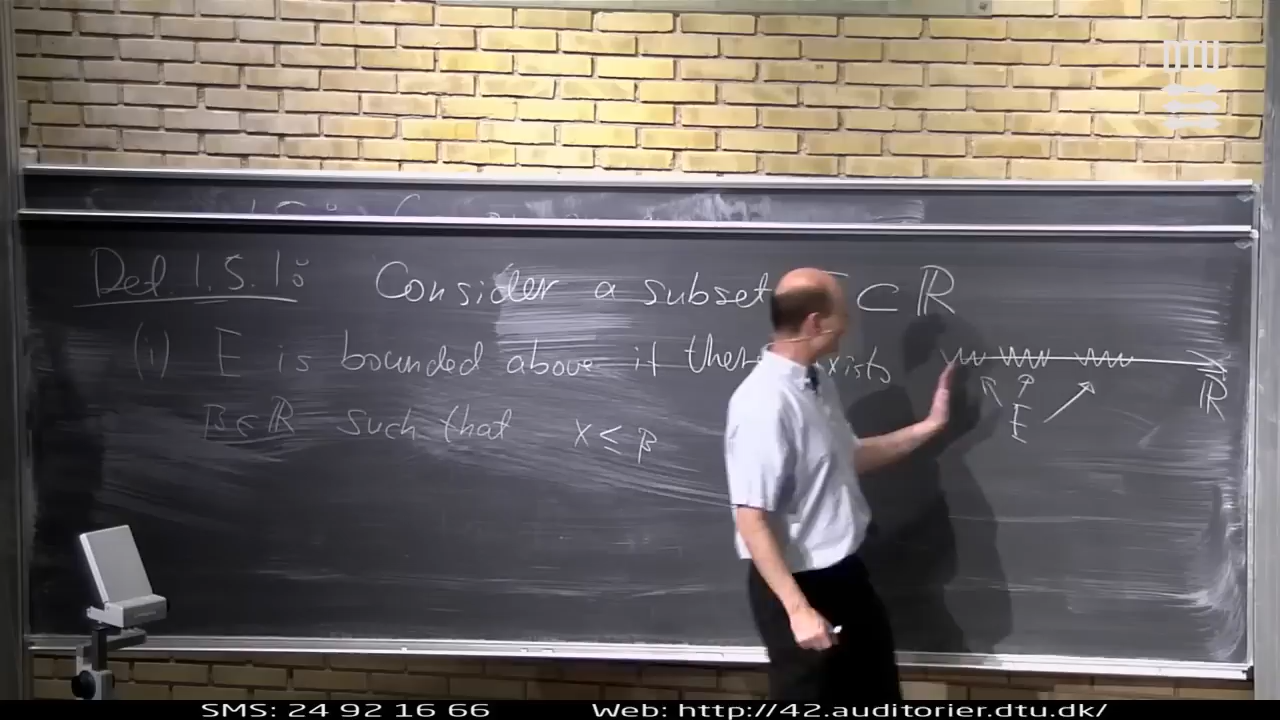 DTU
Def. 1.5.1: Consider a subset ⊂ ℝ
(i) E is bounded above if there exists
β∈ℝ such that x ≤ β
E
ℝ
SMS: 24 92 16 66 Web: http://42.auditorier.dtu.dk/